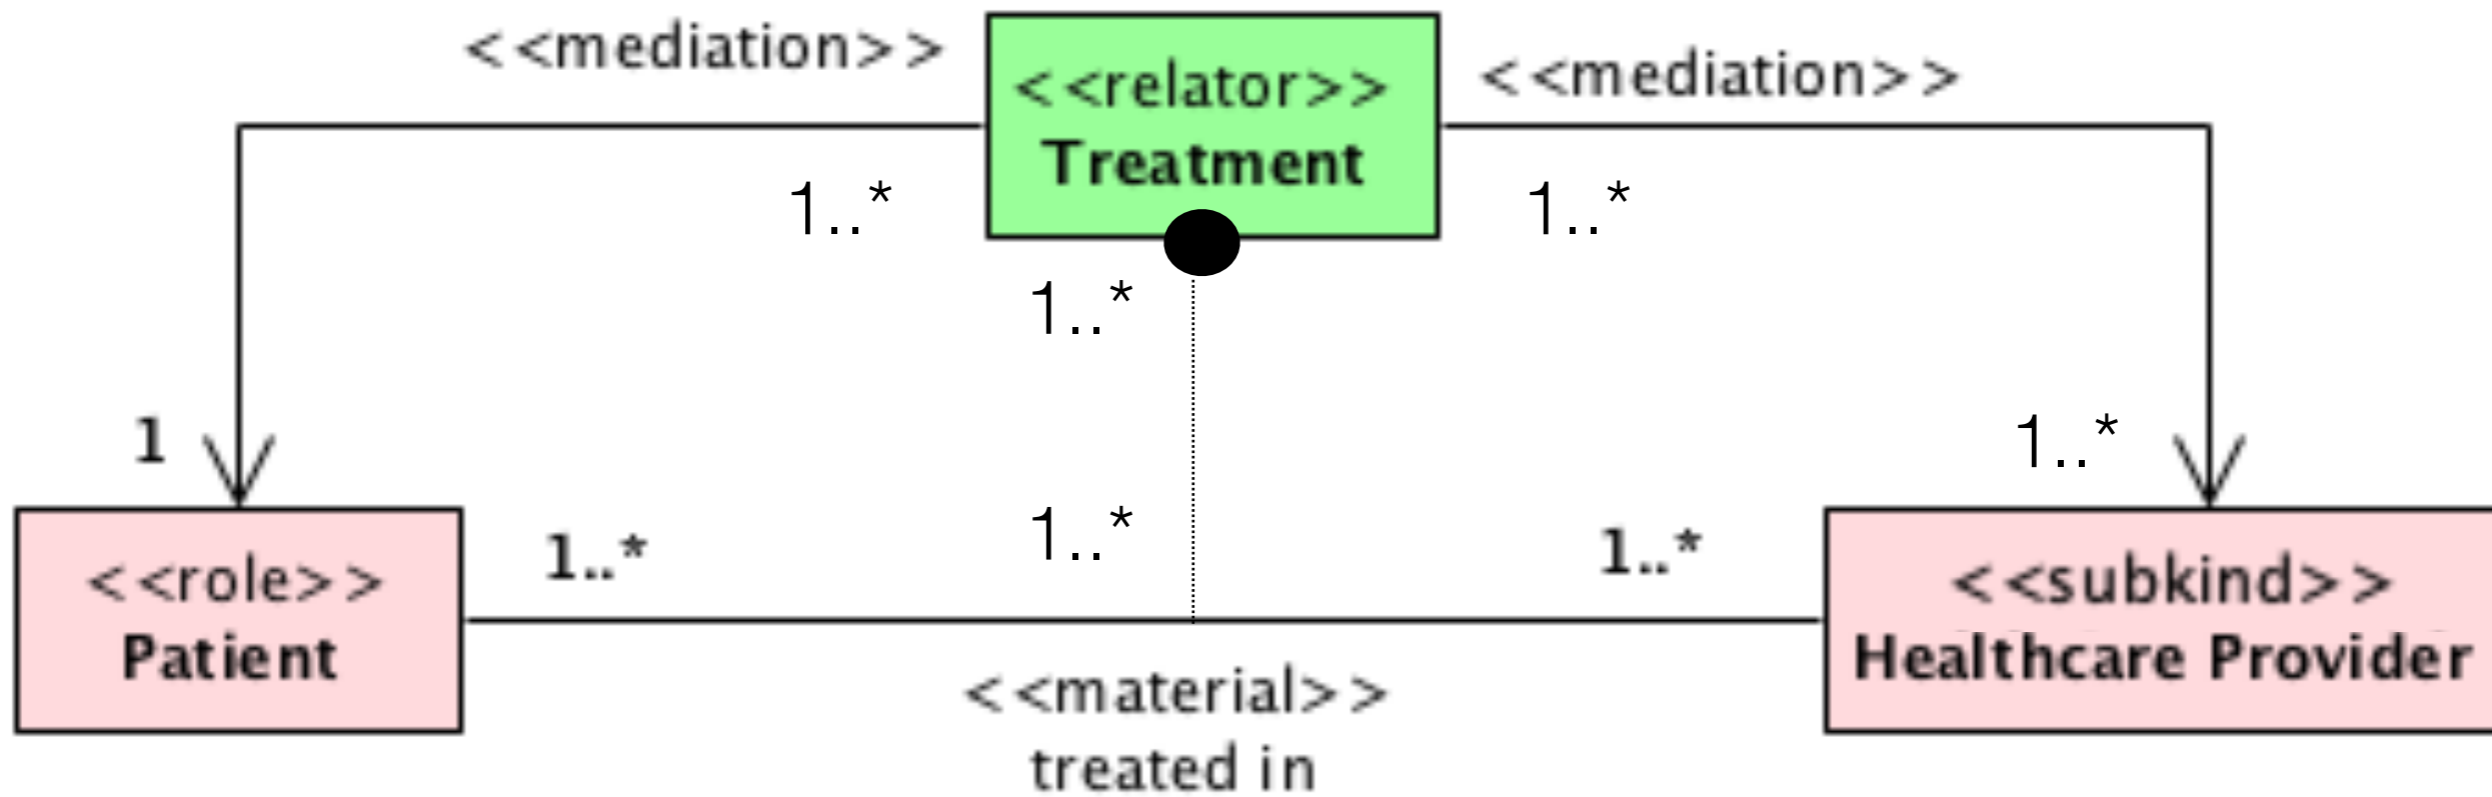 <<mediation>>
<<relator>>
Treatment
<<mediation>>
1..*
1..*
1..*
1
1..*
1..*
1..*
1..*
<<role>>
Patient
<<subkind>>
Healthcare Provider
<<material>>
treated in